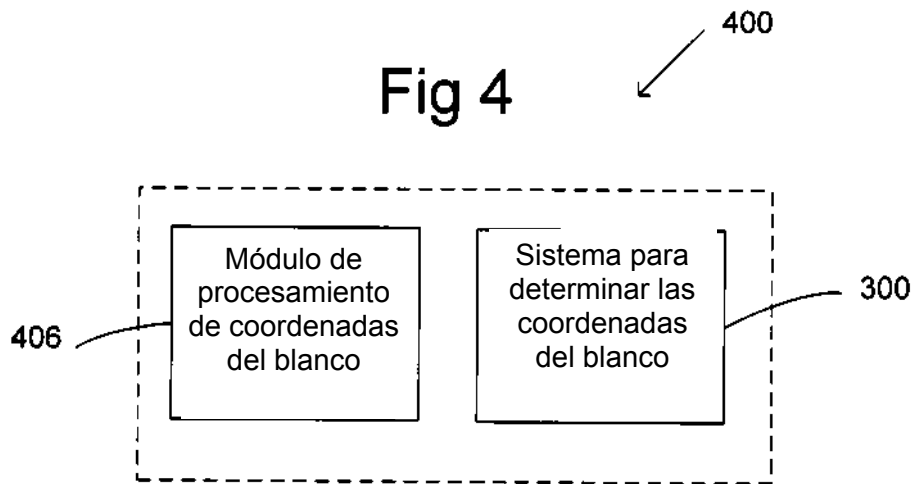 400
Fig 4
Módulo de
procesamiento
de coordenadas
del blanco
Sistema para
determinar las
coordenadas
del blanco
406
300